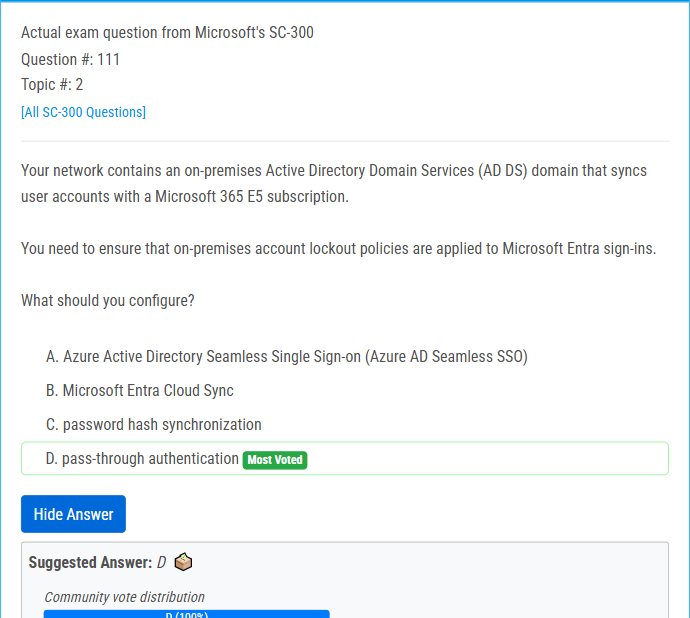 Actual exam question from Microsoft's SC-300
Question #: 111
Topic #: 2
[All SC-300 Questions]
Your network contains an on-premises Active Directory Domain Services (AD DS) domain that syncs
user accounts with a Microsoft 365 E5 subscription.
You need to ensure that on-premises account lockout policies are applied to Microsoft Entra sign-ins.
What should you configure?
A. Azure Active Directory Seamless Single Sign-on (Azure AD Seamless SSO)
B. Microsoft Entra Cloud Sync
C. password hash synchronization
D. pass-through authentication Most Voted
Hide Answer
Suggested Answer: D
Community vote distribution
D (100%)